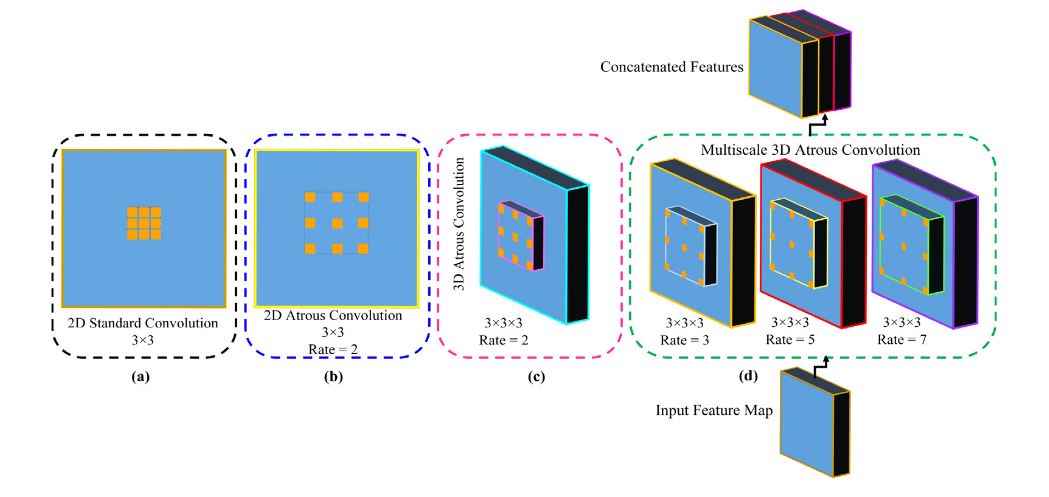 Concatenated Features
Multiscale 3D Atrous Convolution
3D Atrous Convolution
2D Standard Convolution
3×3
2D Atrous Convolution
3×3
Rate = 2
3×3×3
Rate = 2
3×3×3
Rate = 3
3×3×3
Rate = 5
3×3×3
Rate = 7
(a)
(b)
(c)
(d)
Input Feature Map